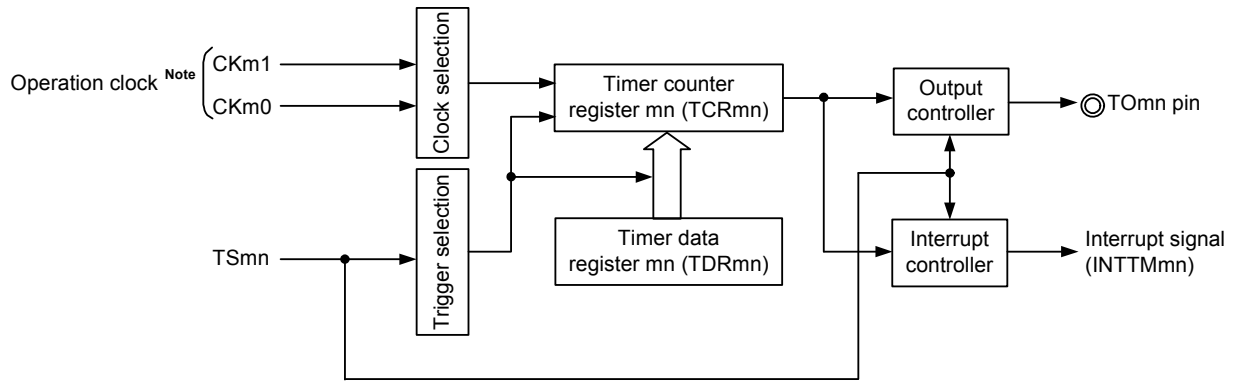 Operation clock Note
CKm1
CKm0
Clock selection
Timer counter
register mn (TCRmn)
Output
controller
TOmn pin
TSmn
Trigger selection
Timer data
register mn (TDRmn)
Interrupt
controller
Interrupt signal
(INTTMmn)